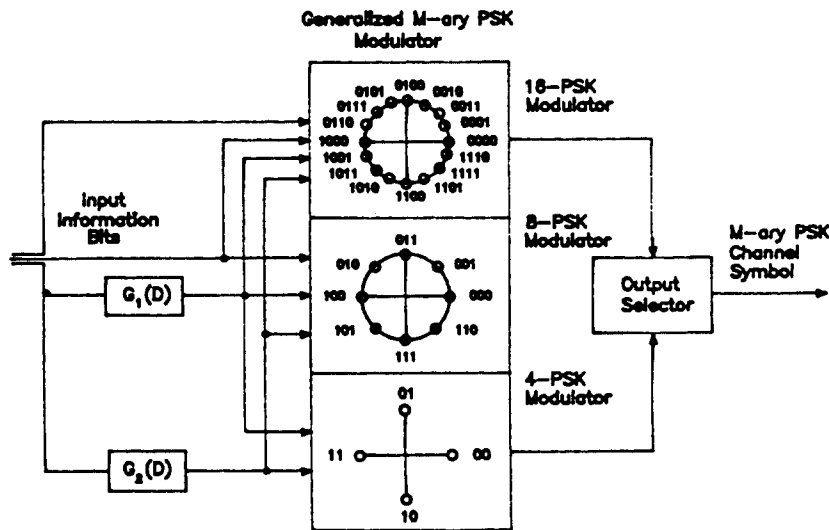 Generalized M-ary PSK
Modulator
0100
0101
0010
0111
0011
0110
0001
1000
0000
1001
1110
1011
1111
1010
1101
1100
16-PSK
Modulator
Input
Information
Bits
011
010
001
100
000
101
110
111
8-PSK
Modulator
M-ary PSK
Channel
Symbol
Output
Selector
G₁(D)
01
11
00
10
4-PSK
Modulator
G₂(D)